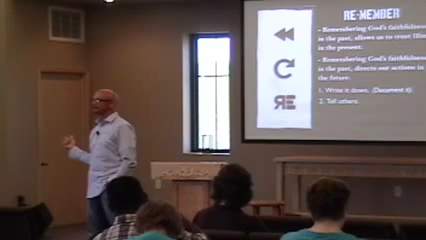 RE-MEMBER
- Remembering God's faithfulness
in the past, allows us to trust Him
in the present.
- Remembering God's faithfulness
in the past, directs our actions in
the future.
1. Write it down. (Document it)
2. Tell others.
RE